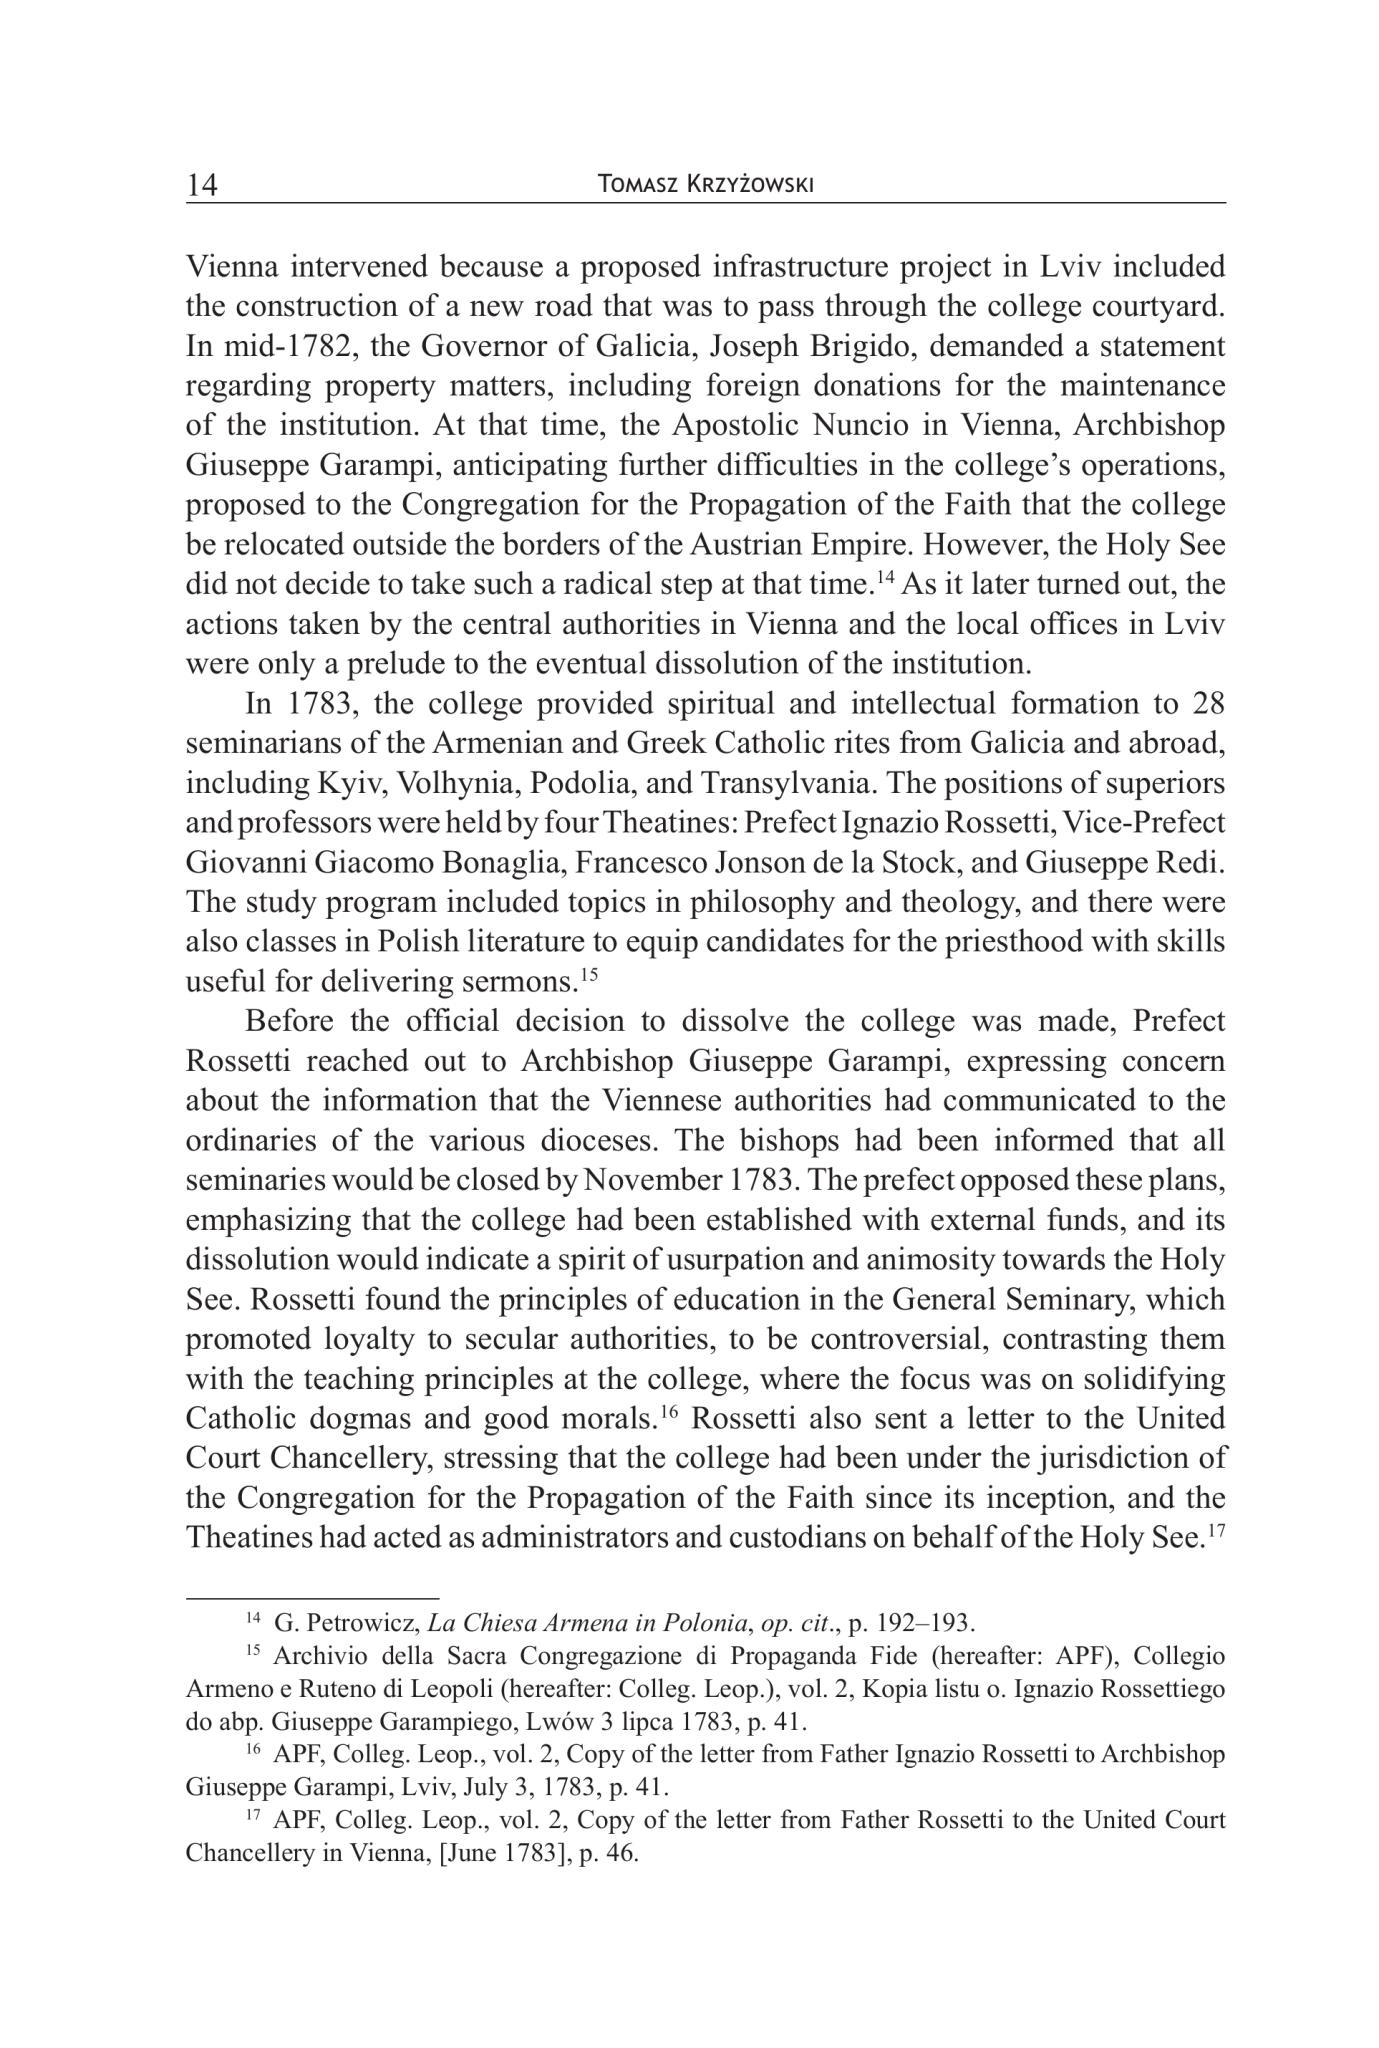 14
Tomasz Krzyżowski
Vienna intervened because a proposed infrastructure project in Lviv included
the construction of a new road that was to pass through the college courtyard.
In mid-1782, the Governor of Galicia, Joseph Brigido, demanded a statement
regarding property matters, including foreign donations for the maintenance
of the institution. At that time, the Apostolic Nuncio in Vienna, Archbishop
Giuseppe Garampi, anticipating further difficulties in the college’s operations,
proposed to the Congregation for the Propagation of the Faith that the college
be relocated outside the borders of the Austrian Empire. However, the Holy See
did not decide to take such a radical step at that time.14 As it later turned out, the
actions taken by the central authorities in Vienna and the local offices in Lviv
were only a prelude to the eventual dissolution of the institution.
In 1783, the college provided spiritual and intellectual formation to 28
seminarians of the Armenian and Greek Catholic rites from Galicia and abroad,
including Kyiv, Volhynia, Podolia, and Transylvania. The positions of superiors
and professors were held by four Theatines: Prefect Ignazio Rossetti, Vice-Prefect
Giovanni Giacomo Bonaglia, Francesco Jonson de la Stock, and Giuseppe Redi.
The study program included topics in philosophy and theology, and there were
also classes in Polish literature to equip candidates for the priesthood with skills
useful for delivering sermons.15
Before the official decision to dissolve the college was made, Prefect
Rossetti reached out to Archbishop Giuseppe Garampi, expressing concern
about the information that the Viennese authorities had communicated to the
ordinaries of the various dioceses. The bishops had been informed that all
seminaries would be closed by November 1783. The prefect opposed these plans,
emphasizing that the college had been established with external funds, and its
dissolution would indicate a spirit of usurpation and animosity towards the Holy
See. Rossetti found the principles of education in the General Seminary, which
promoted loyalty to secular authorities, to be controversial, contrasting them
with the teaching principles at the college, where the focus was on solidifying
Catholic dogmas and good morals.16 Rossetti also sent a letter to the United
Court Chancellery, stressing that the college had been under the jurisdiction of
the Congregation for the Propagation of the Faith since its inception, and the
Theatines had acted as administrators and custodians on behalf of the Holy See.17
14 G. Petrowicz, La Chiesa Armena in Polonia, op. cit., p. 192–193.
15 Archivio della Sacra Congregazione di Propaganda Fide (hereafter: APF), Collegio
Armeno e Ruteno di Leopoli (hereafter: Colleg. Leop.), vol. 2, Kopia listu o. Ignazio Rossettiego
do abp. Giuseppe Garampiego, Lwów 3 lipca 1783, p. 41.
16 APF, Colleg. Leop., vol. 2, Copy of the letter from Father Ignazio Rossetti to Archbishop
Giuseppe Garampi, Lviv, July 3, 1783, p. 41.
17 APF, Colleg. Leop., vol. 2, Copy of the letter from Father Rossetti to the United Court
Chancellery in Vienna, [June 1783], p. 46.